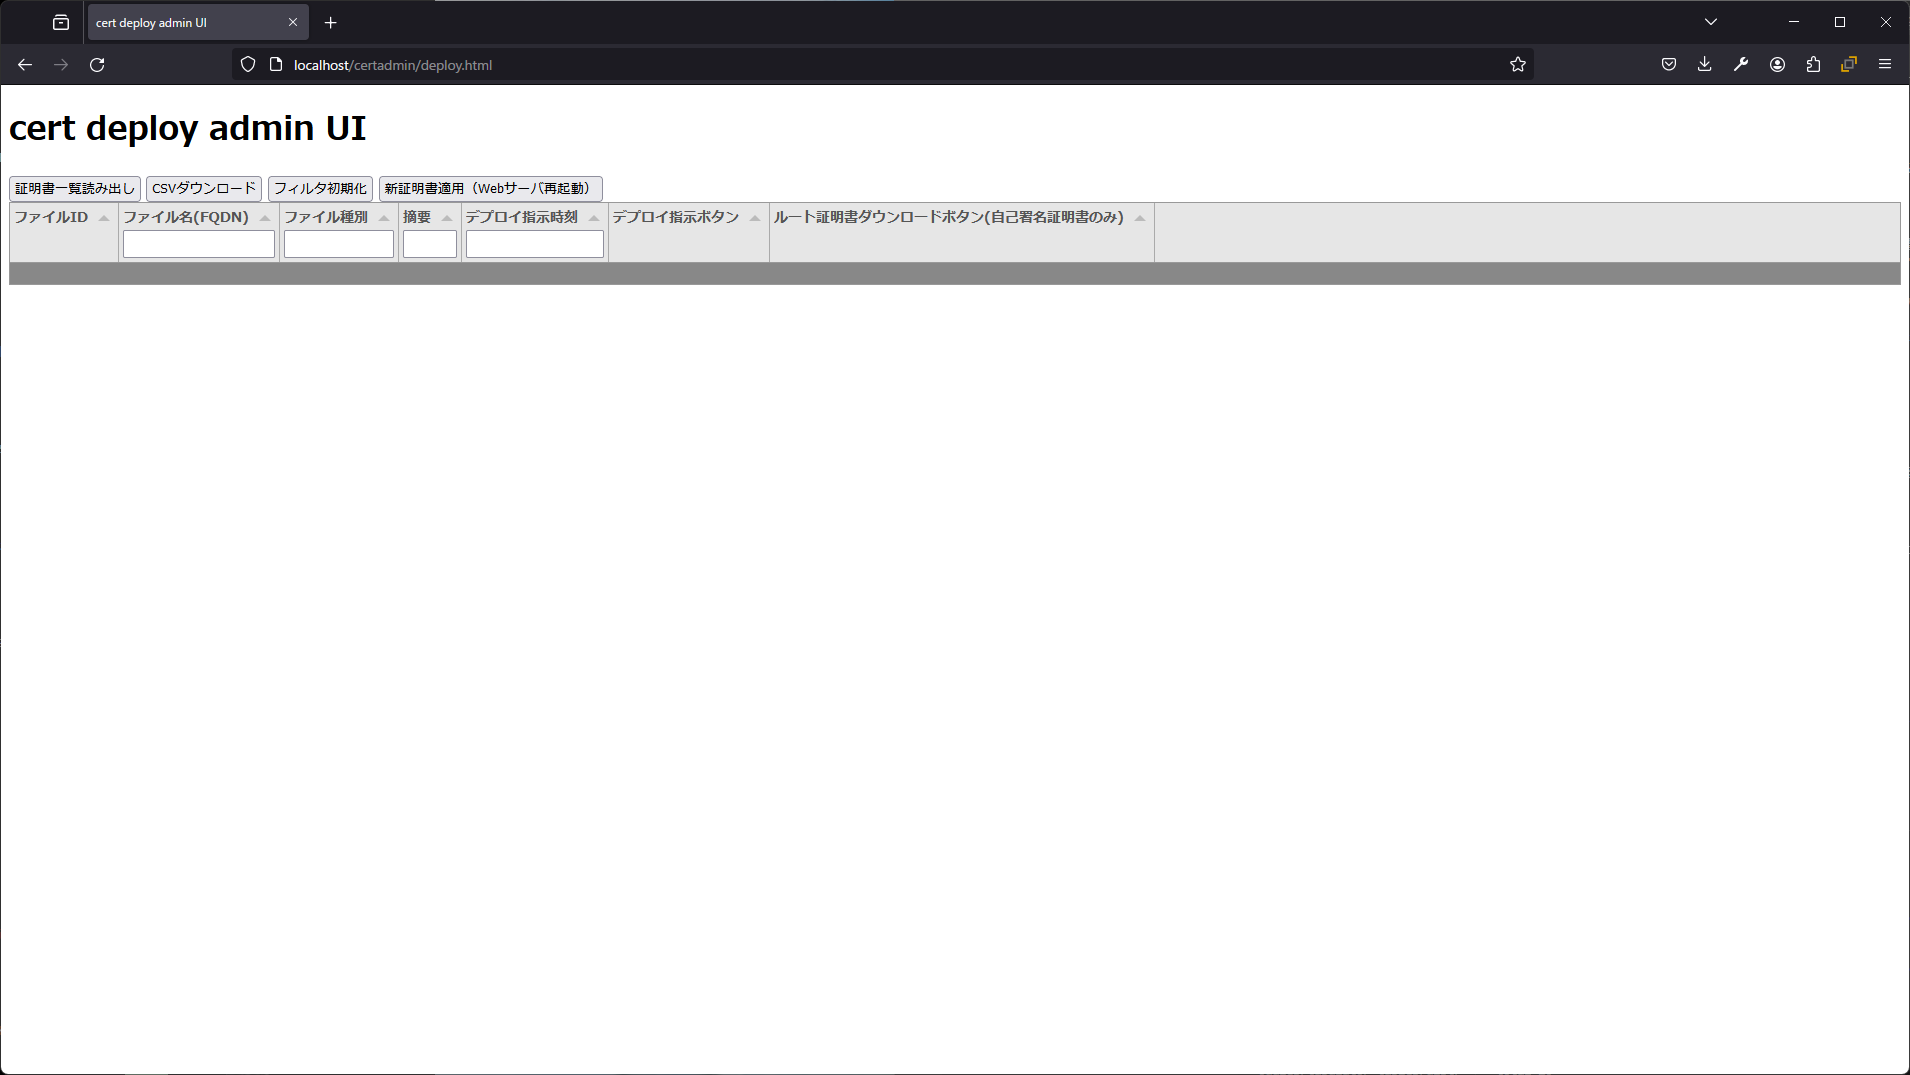 cert deploy admin UI
localhost/certadmin/deploy.html
cert deploy admin UI
証明書一覧読み出し CSVダウンロード フィルタ初期化 新証明書適用（Webサーバ再起動）
ファイルID ファイル名(FQDN) ファイル種別 摘要 デプロイ指示時刻 デプロイ指示ボタン ルート証明書ダウンロードボタン(自己署名証明書のみ)